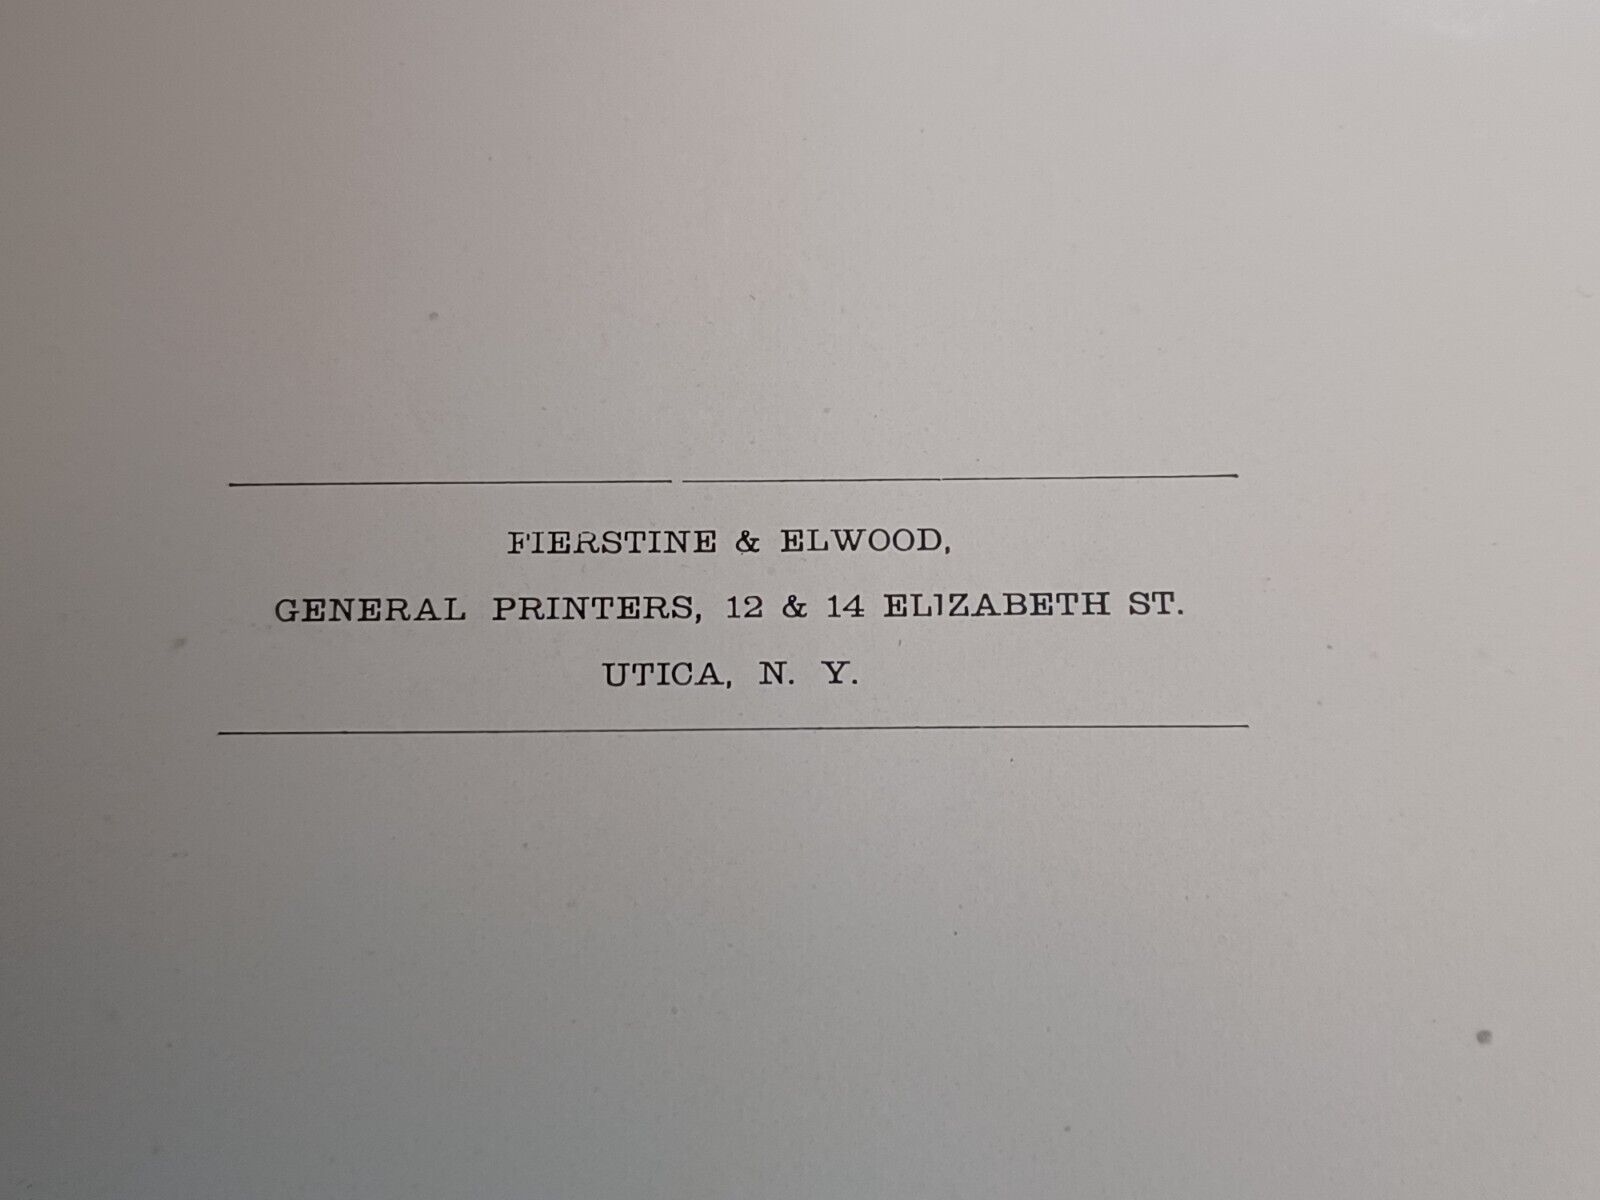 FIERSTINE & ELWOOD,
GENERAL PRINTERS, 12 & 14 ELIZABETH ST.
UTICA, N. Y.